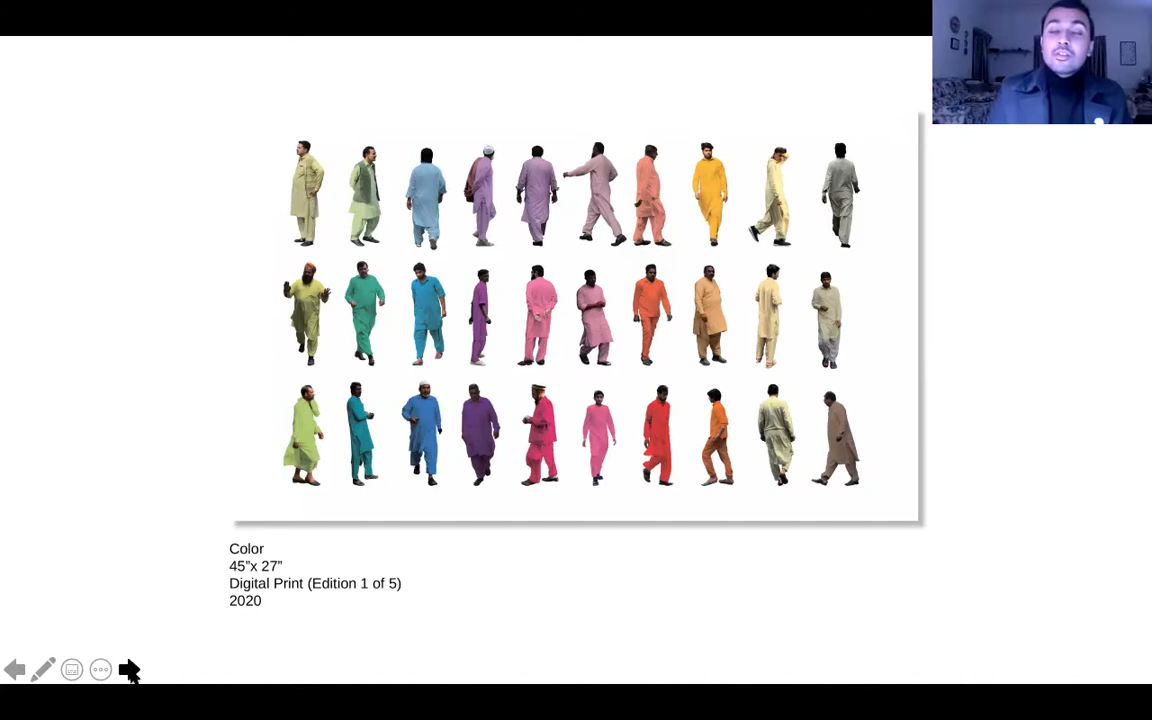 Color
45”x 27”
Digital Print (Edition 1 of 5)
2020